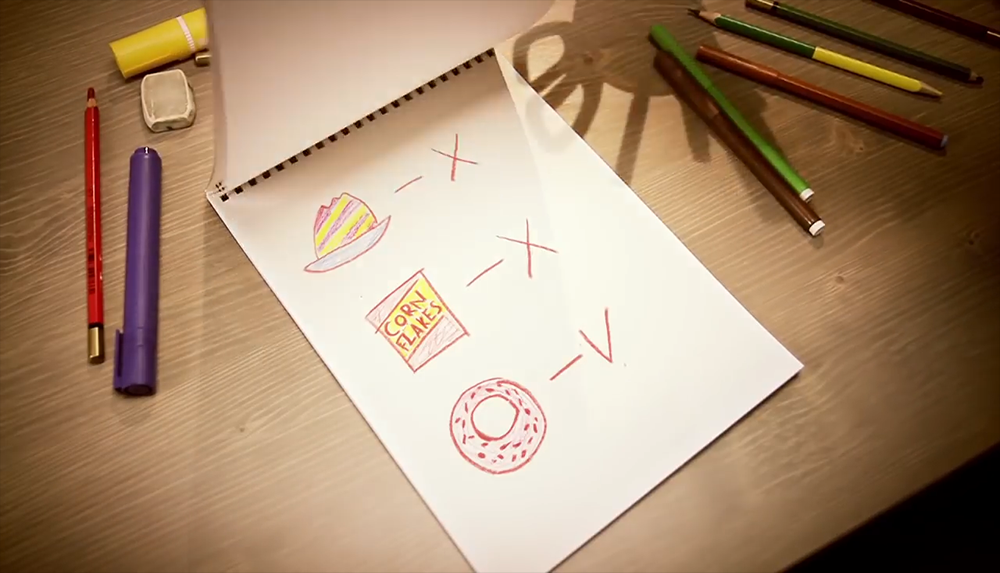 - X
CORN
FLAKES
- X
- V